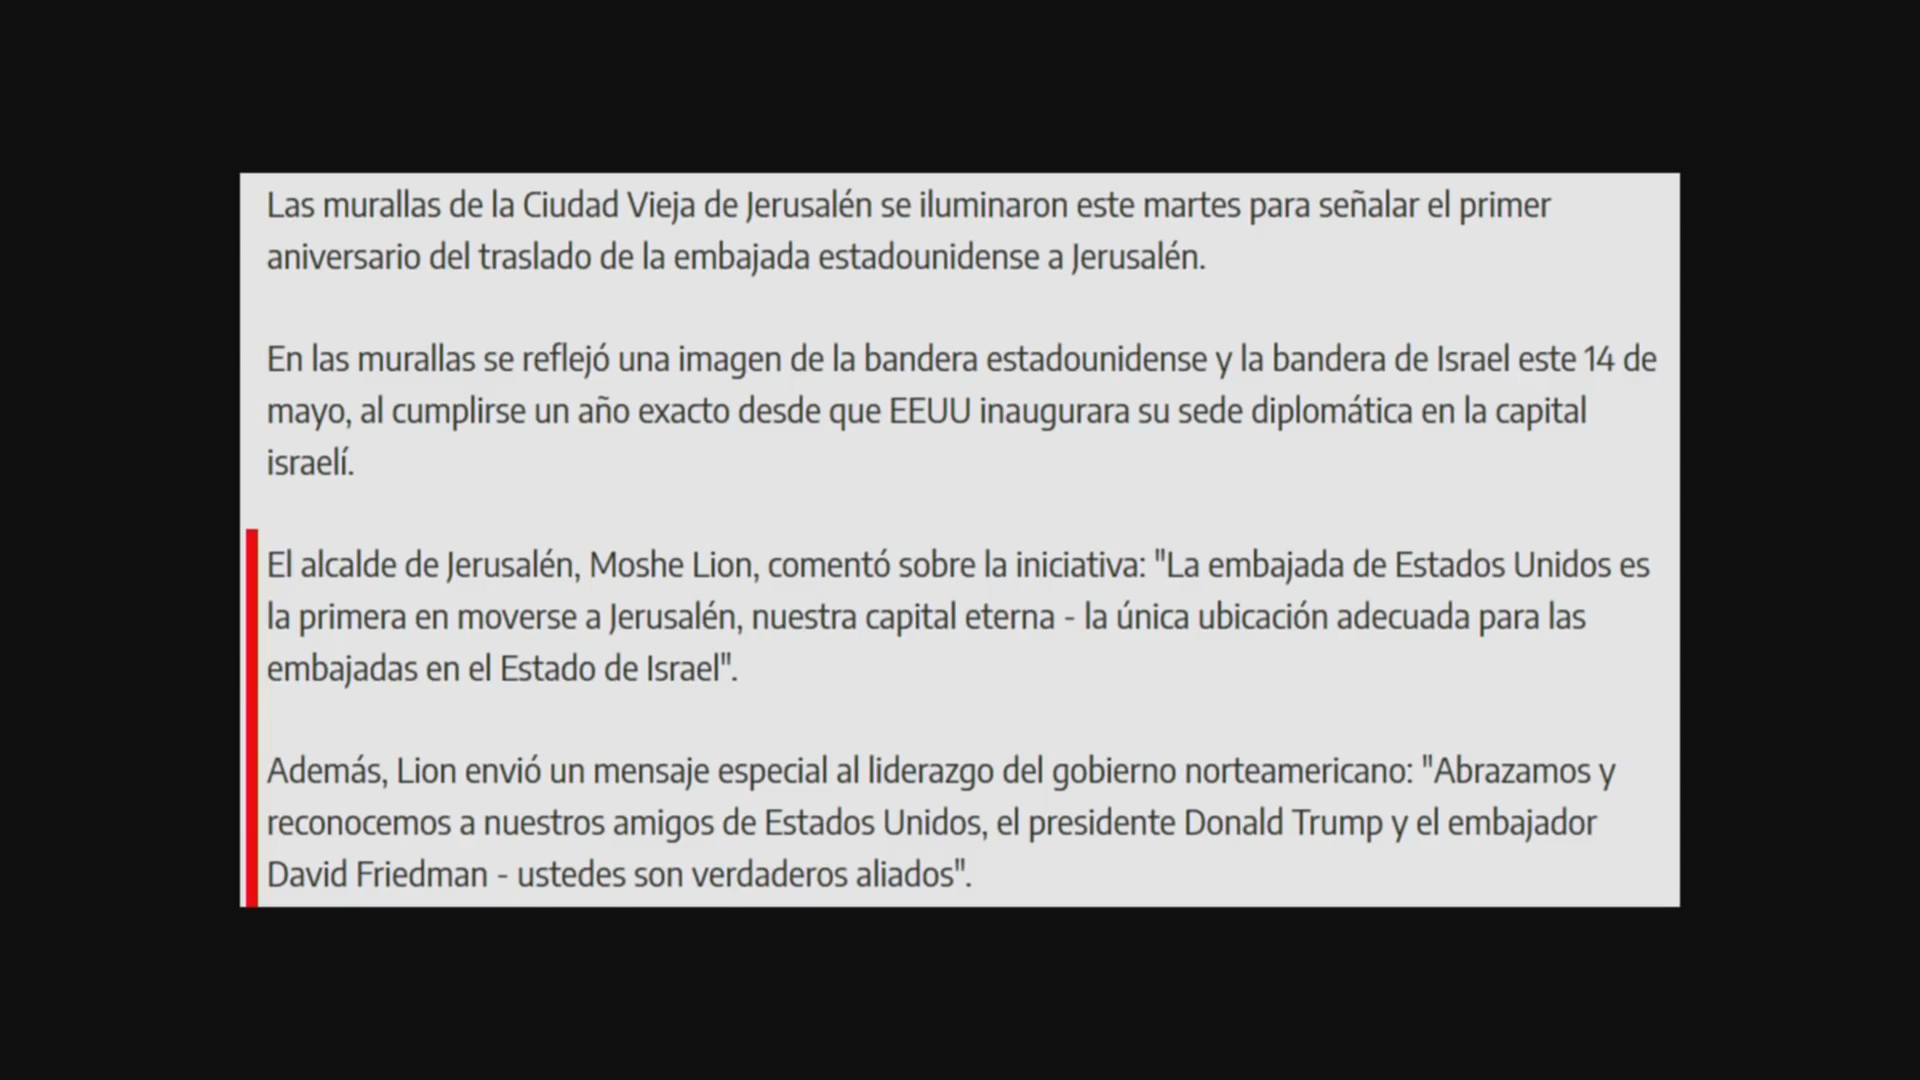 Las murallas de la Ciudad Vieja de Jerusalén se iluminaron este martes para señalar el primer
aniversario del traslado de la embajada estadounidense a Jerusalén.
En las murallas se reflejó una imagen de la bandera estadounidense y la bandera de Israel este 14 de
mayo, al cumplirse un año exacto desde que EEUU inaugurara su sede diplomática en la capital
israelí.
El alcalde de Jerusalén, Moshe Lion, comentó sobre la iniciativa: "La embajada de Estados Unidos es
la primera en moverse a Jerusalén, nuestra capital eterna - la única ubicación adecuada para las
embajadas en el Estado de Israel".
Además, Lion envió un mensaje especial al liderazgo del gobierno norteamericano: "Abrazamos y
reconocemos a nuestros amigos de Estados Unidos, el presidente Donald Trump y el embajador
David Friedman - ustedes son verdaderos aliados".